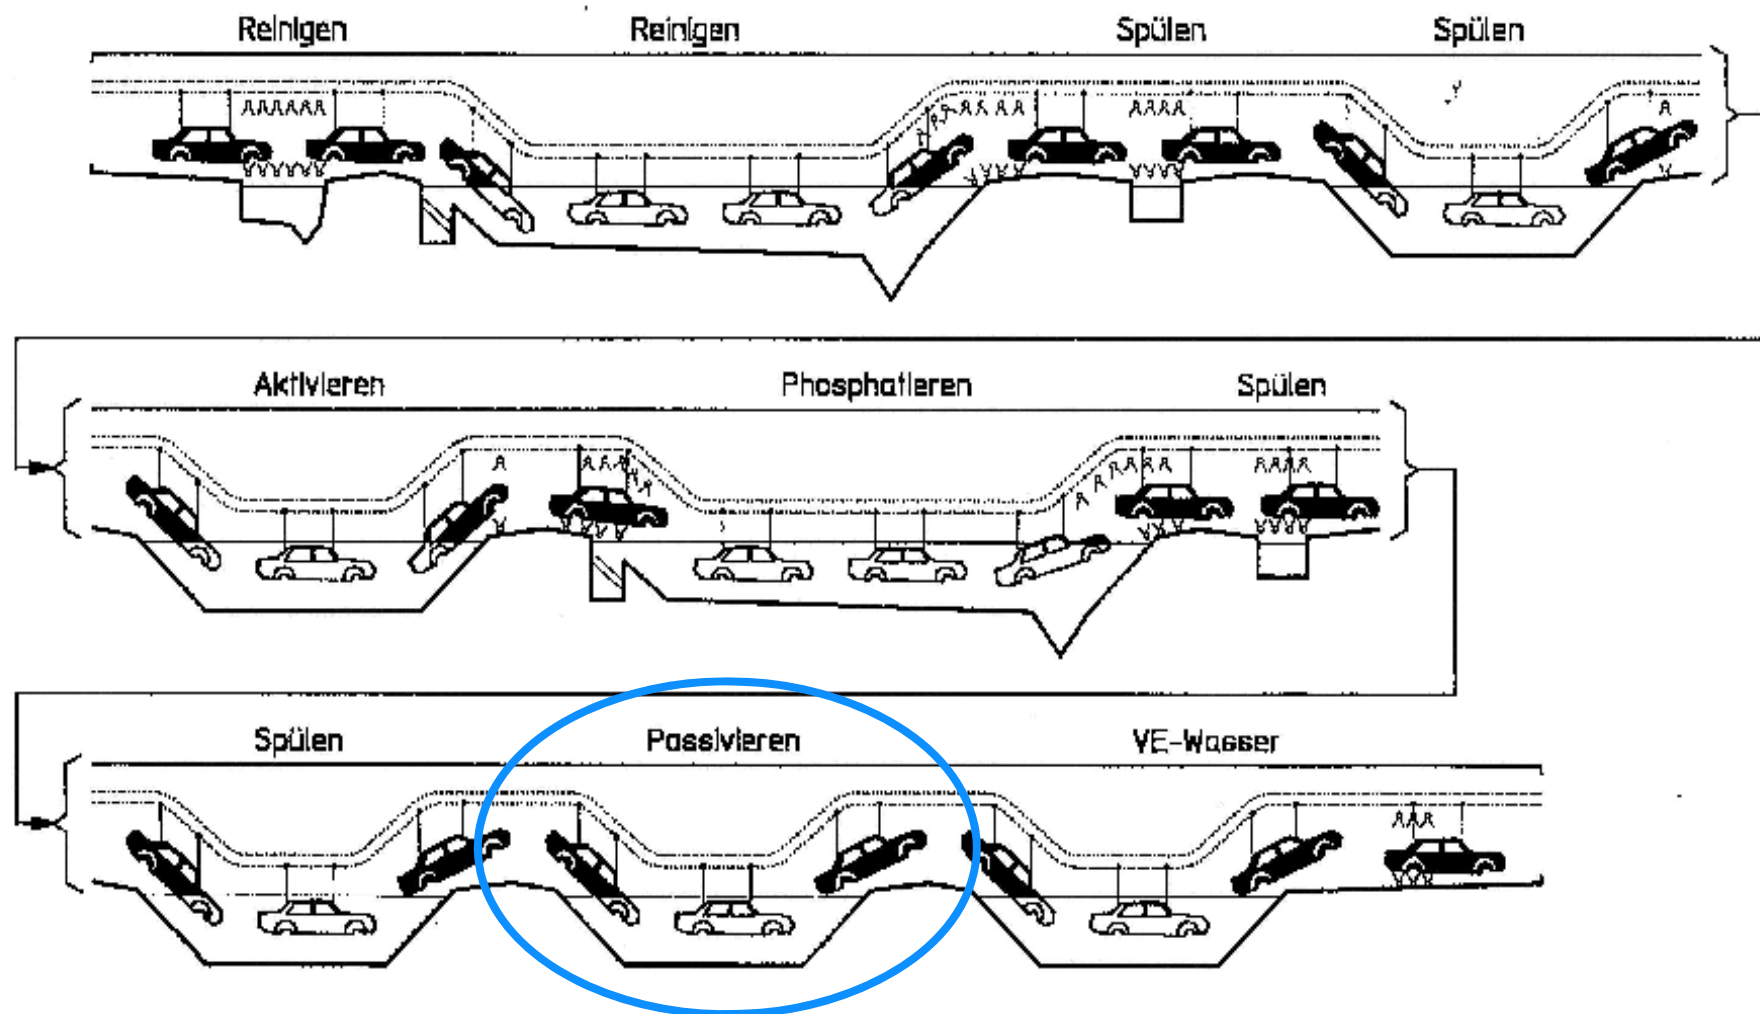 Reinigen
Reinigen
Spülen
Spülen
Aktivieren
Phosphatieren
Spülen
Spülen
Passivieren
VE-Wasser